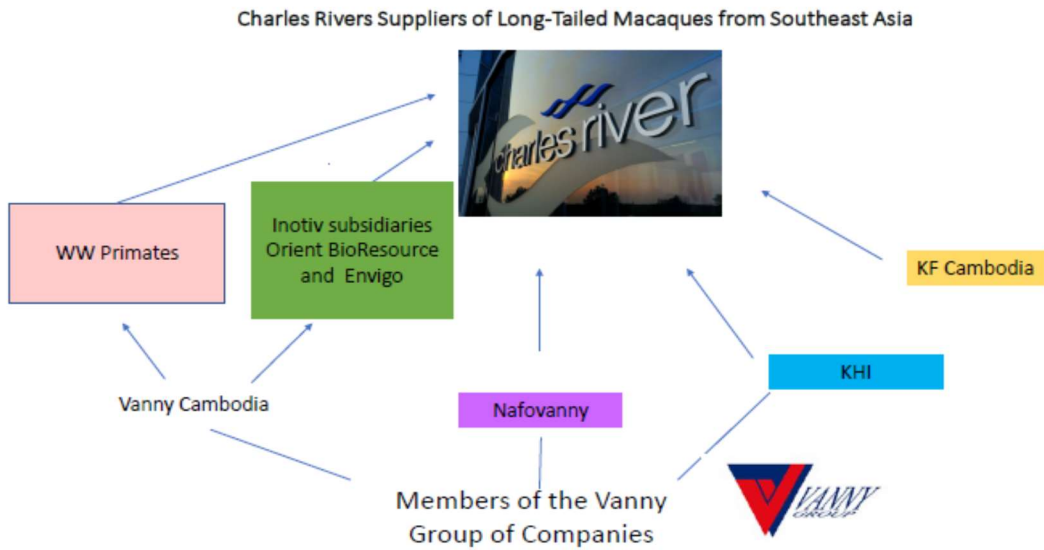 Charles Rivers Suppliers of Long-Tailed Macaques from Southeast Asia
charles river
WW Primates
Inotiv subsidiaries
Orient BioResource
and Envigo
KF Cambodia
KHI
Vanny Cambodia
Nafovanny
Members of the Vanny
Group of Companies
VANNY
GROUP